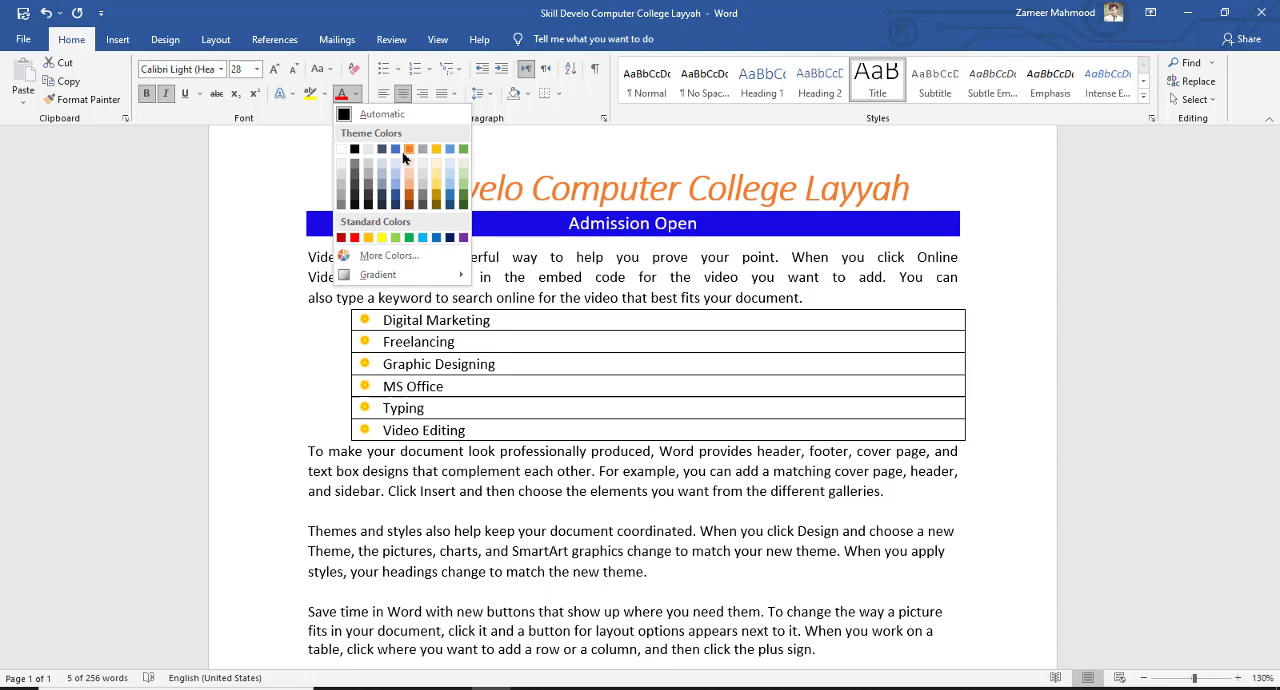 Skill Develo Computer College Layyah - Word
Zameer Mahmood
File Home Insert Design Layout References Mailings Review View Help Tell me what you want to do Share
Paste
Cut
Copy
Format Painter
Clipboard
Calibri Light (Hea 28 Aa
B I U abc x₂ x² A A
Font
Paragraph
AaBbCcDc AaBbCcDc AaBbCc AaBbCcC AaB AaBbCcC AaBbCcDc AaBbCcDc AaBbCcDc
¶ Normal ¶ No Spac... Heading 1 Heading 2 Title Subtitle Subtle Em... Emphasis Intense E...
Styles
Find
Replace
Select
Editing
Automatic
Theme Colors
Standard Colors
More Colors...
Gradient
velo Computer College Layyah
Admission Open
Vide erful way to help you prove your point. When you click Online
Vide in the embed code for the video you want to add. You can
also type a keyword to search online for the video that best fits your document.
Digital Marketing
Freelancing
Graphic Designing
MS Office
Typing
Video Editing
To make your document look professionally produced, Word provides header, footer, cover page, and
text box designs that complement each other. For example, you can add a matching cover page, header,
and sidebar. Click Insert and then choose the elements you want from the different galleries.
Themes and styles also help keep your document coordinated. When you click Design and choose a new
Theme, the pictures, charts, and SmartArt graphics change to match your new theme. When you apply
styles, your headings change to match the new theme.
Save time in Word with new buttons that show up where you need them. To change the way a picture
fits in your document, click it and a button for layout options appears next to it. When you work on a
table, click where you want to add a row or a column, and then click the plus sign.
Page 1 of 1 5 of 256 words English (United States) 130%